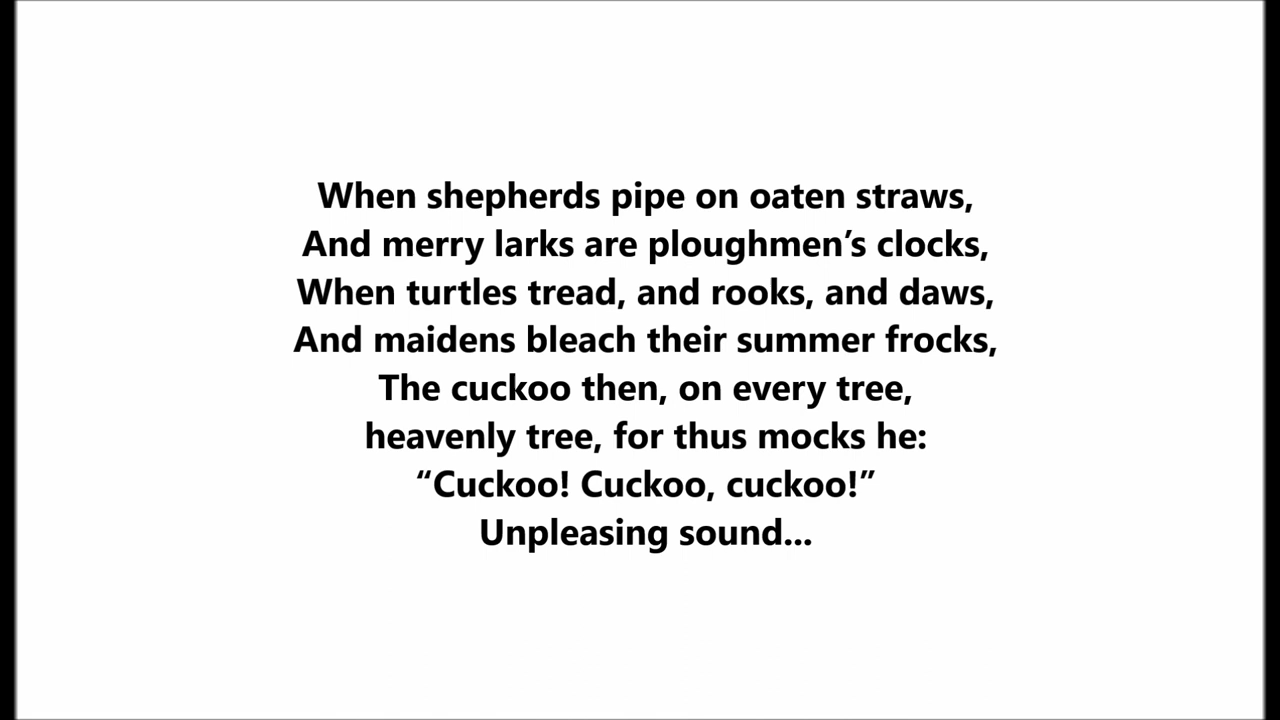 When shepherds pipe on oaten straws,
And merry larks are ploughmen’s clocks,
When turtles tread, and rooks, and daws,
And maidens bleach their summer frocks,
The cuckoo then, on every tree,
heavenly tree, for thus mocks he:
“Cuckoo! Cuckoo, cuckoo!”
Unpleasing sound...